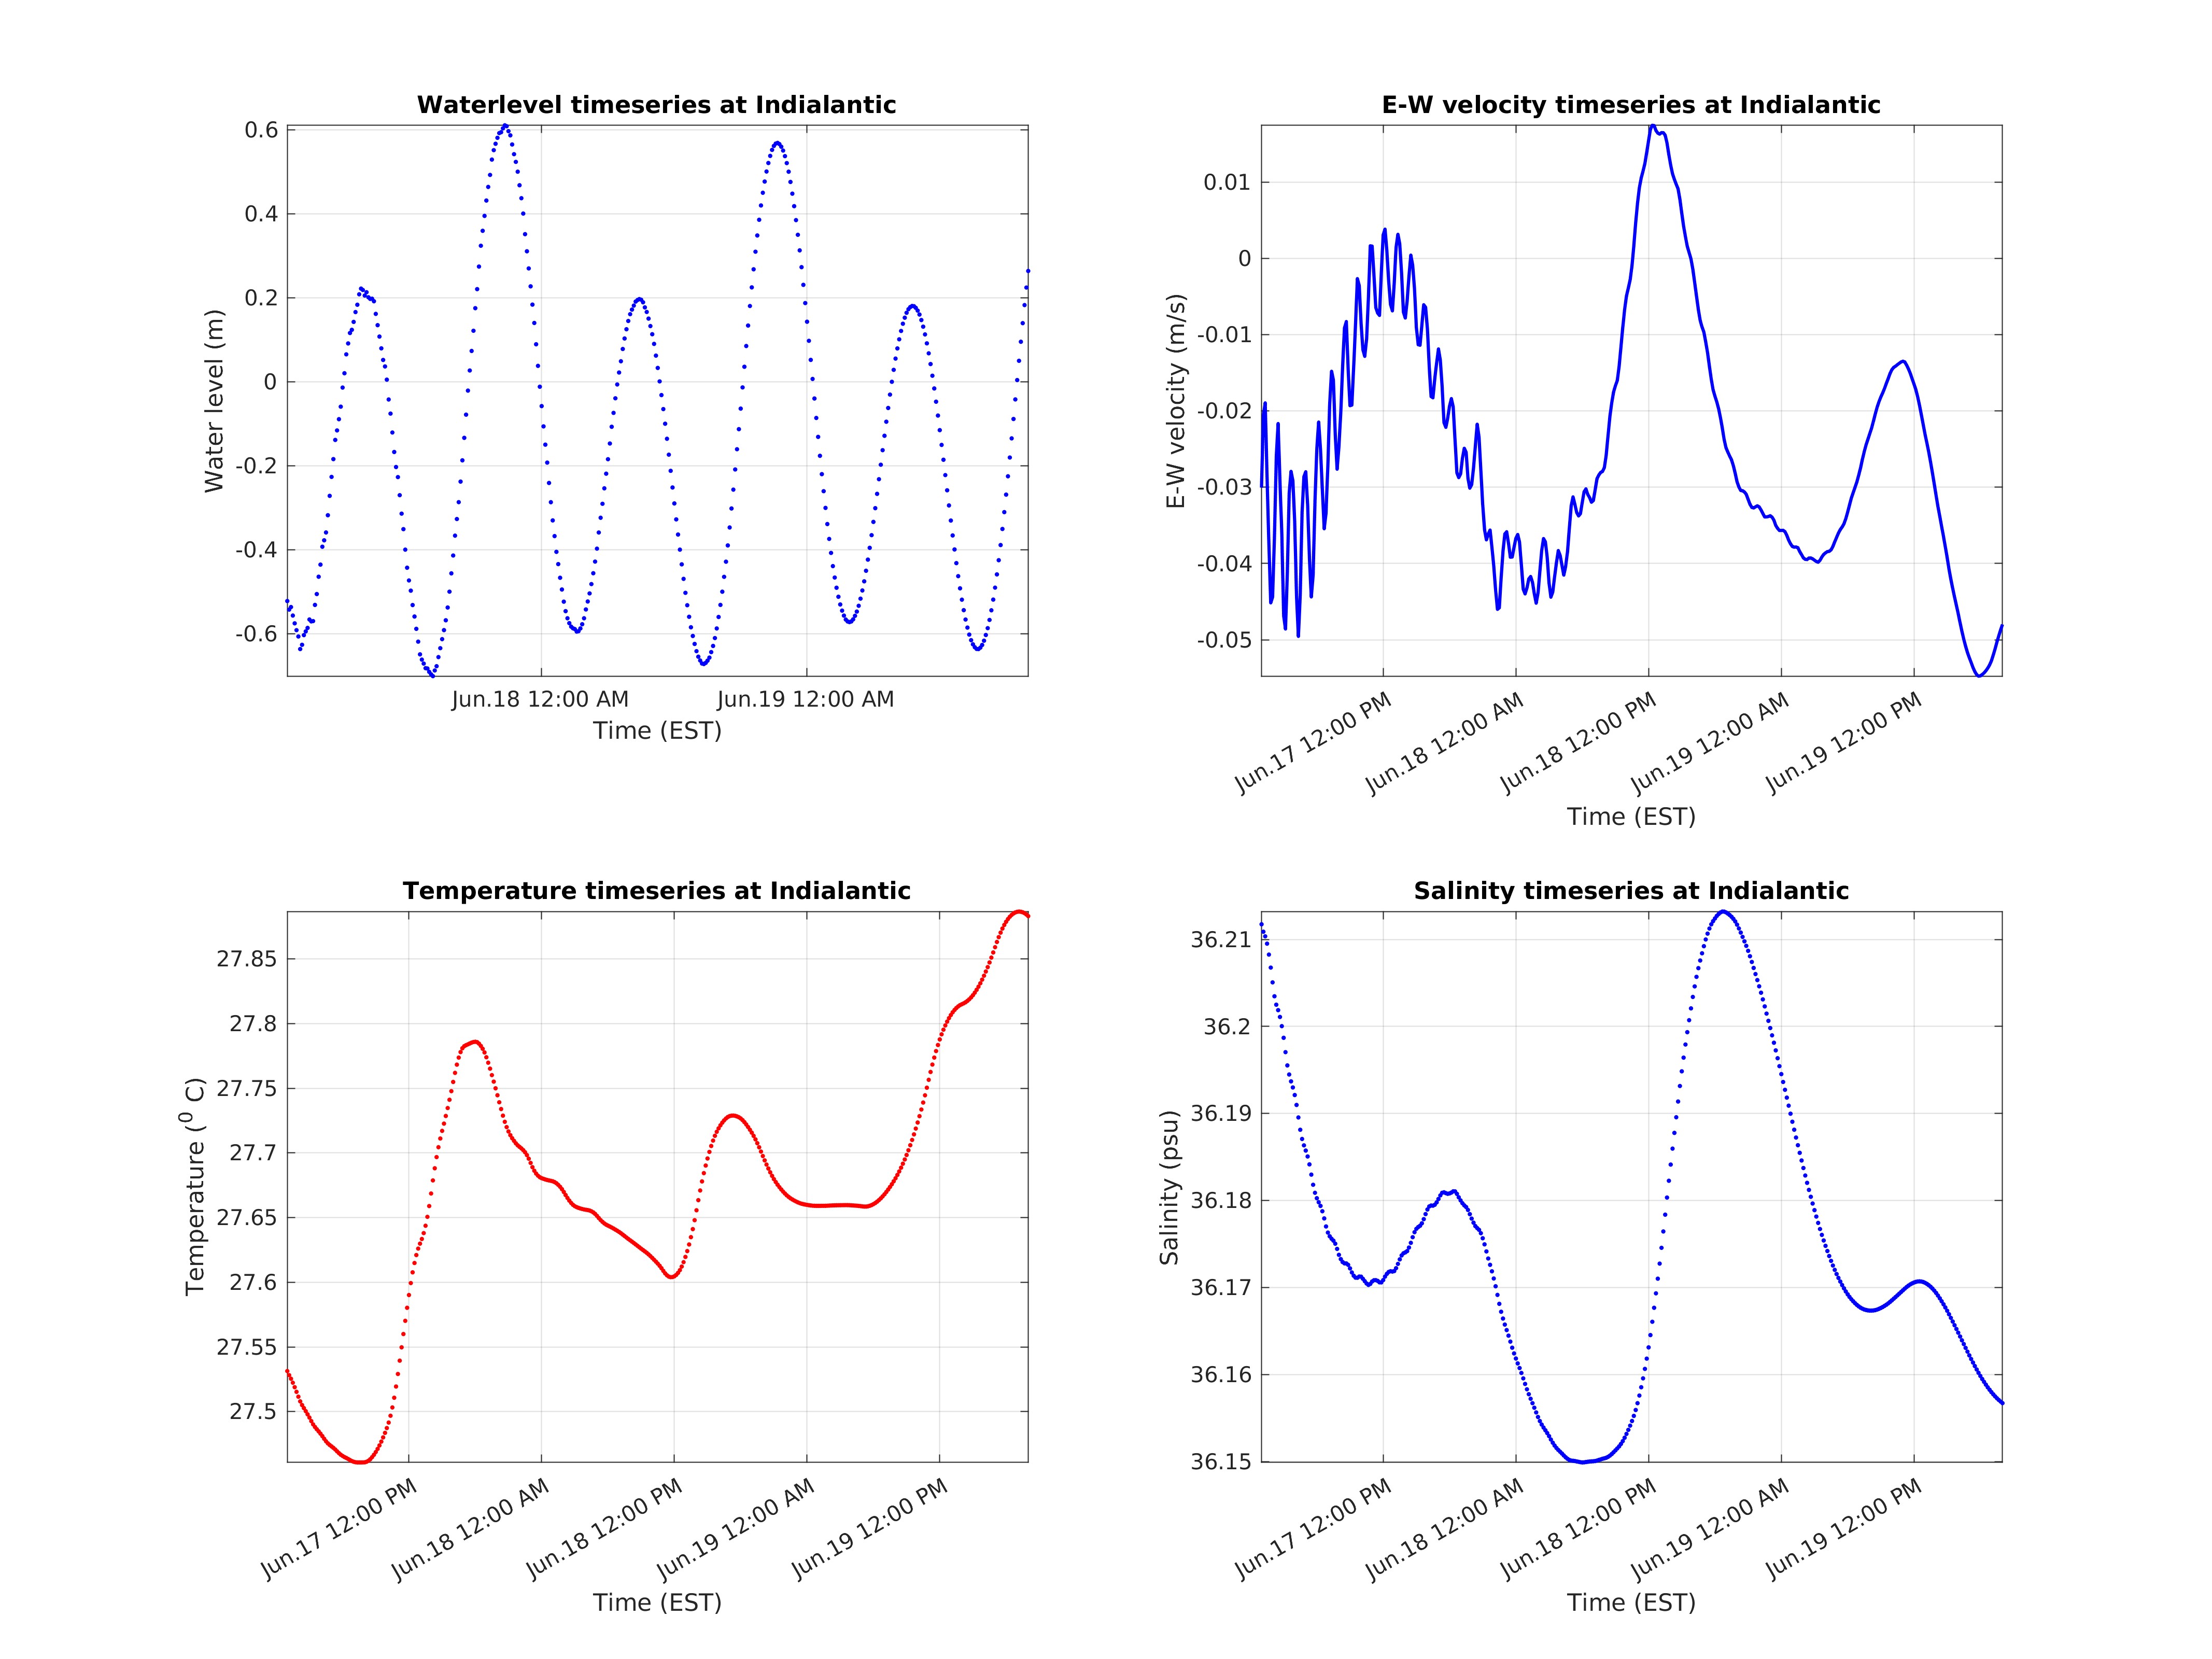 Waterlevel timeseries at Indialantic
0.6
0.4
0.2
0
-0.2
-0.4
-0.6
Water level (m)
Jun.18 12:00 AM
Jun.19 12:00 AM
Time (EST)
E-W velocity timeseries at Indialantic
0.01
0
-0.01
-0.02
-0.03
-0.04
-0.05
E-W velocity (m/s)
Jun.17 12:00 PM
Jun.18 12:00 AM
Jun.18 12:00 PM
Jun.19 12:00 AM
Jun.19 12:00 PM
Time (EST)
Temperature timeseries at Indialantic
27.85
27.8
27.75
27.7
27.65
27.6
27.55
27.5
Temperature (⁰ C)
Jun.17 12:00 PM
Jun.18 12:00 AM
Jun.18 12:00 PM
Jun.19 12:00 AM
Jun.19 12:00 PM
Time (EST)
Salinity timeseries at Indialantic
36.21
36.2
36.19
36.18
36.17
36.16
36.15
Salinity (psu)
Jun.17 12:00 PM
Jun.18 12:00 AM
Jun.18 12:00 PM
Jun.19 12:00 AM
Jun.19 12:00 PM
Time (EST)